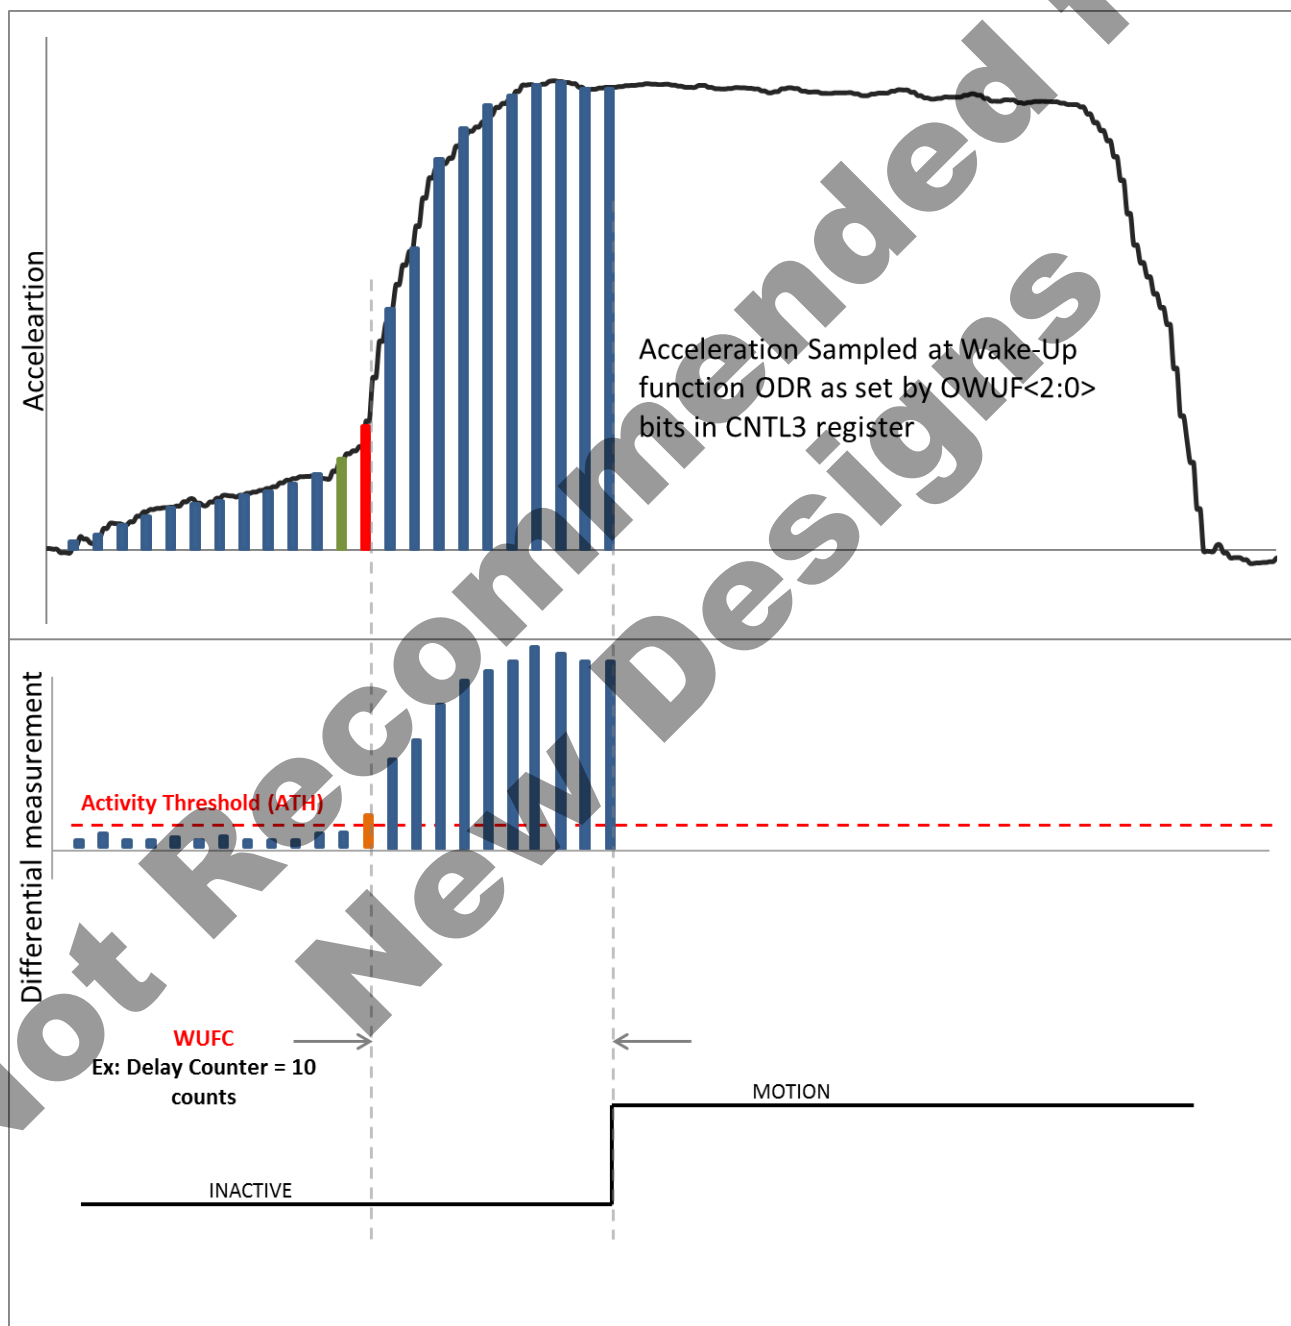 Acceleartion
Acceleration Sampled at Wake-Up
function ODR as set by OWUF<2:0>
bits in CNTL3 register
Differential measurement
Activity Threshold (ATH)
WUFC
Ex: Delay Counter = 10
counts
MOTION
INACTIVE
Not Recommended f
New Designs